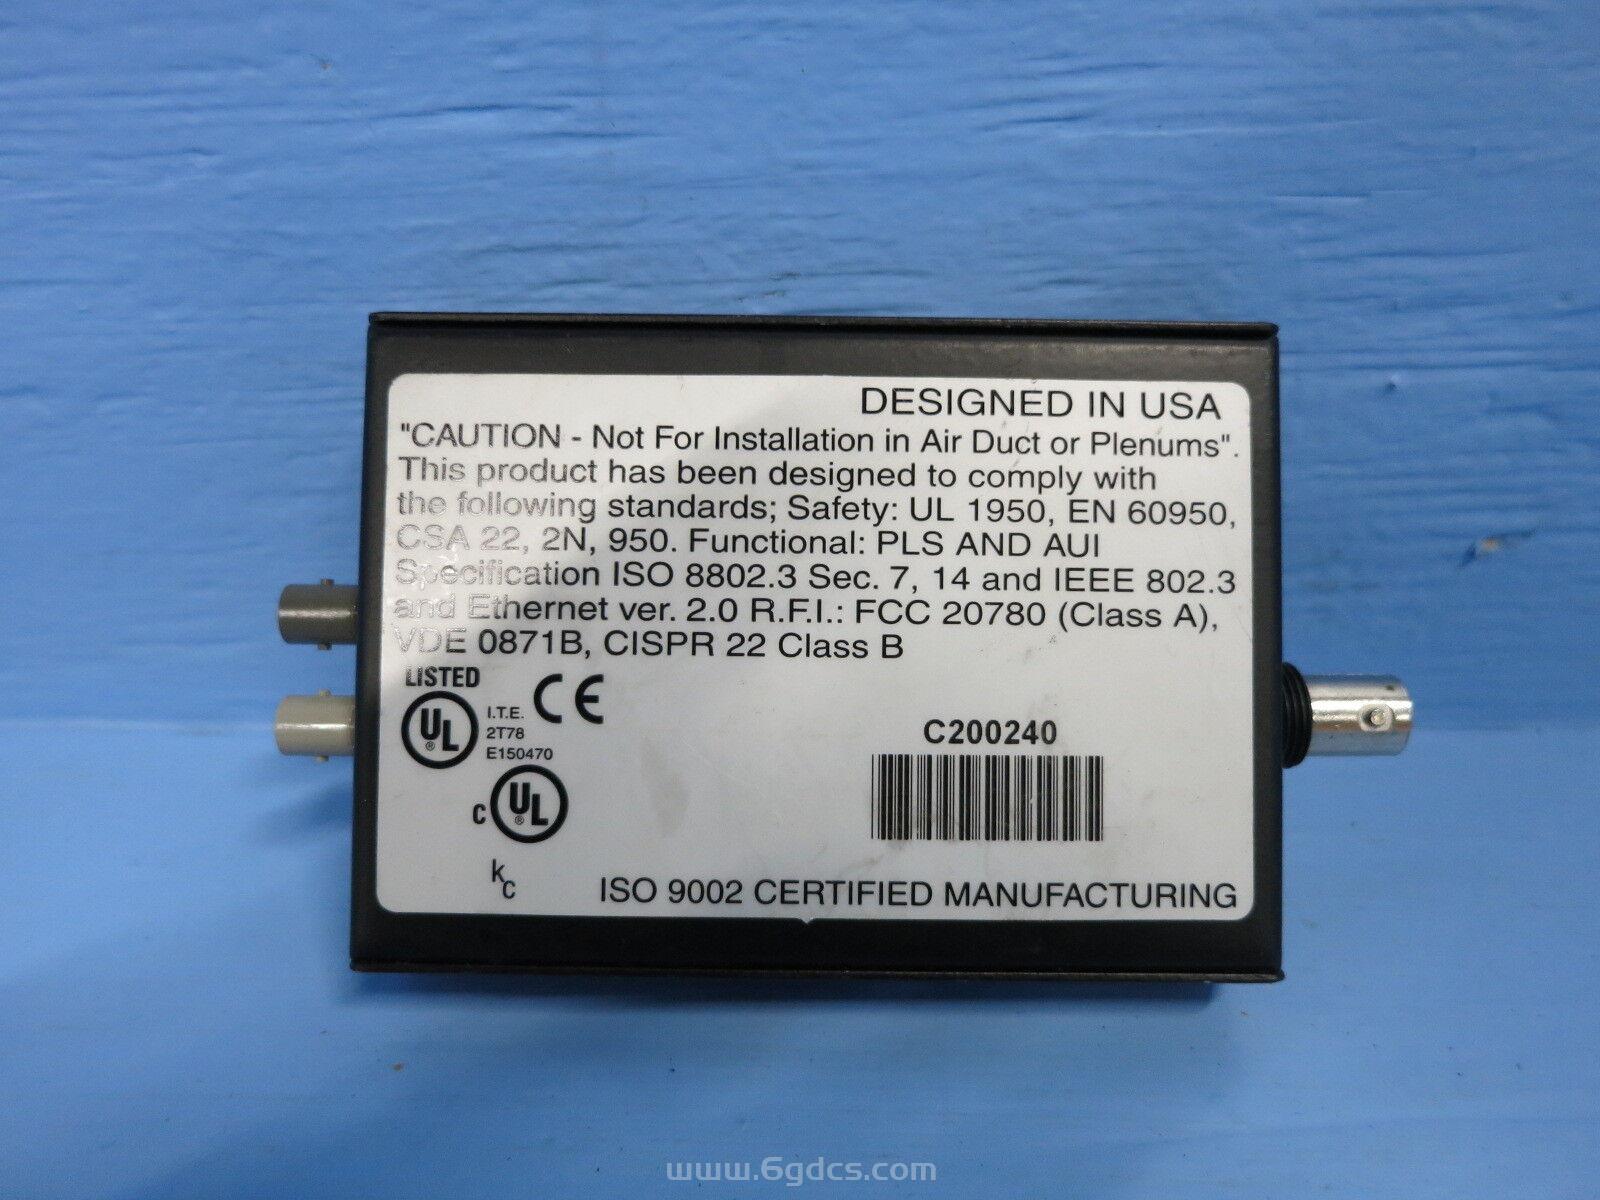 DESIGNED IN USA
"CAUTION - Not For Installation in Air Duct or Plenums".
This product has been designed to comply with
the following standards; Safety: UL 1950, EN 60950,
CSA 22, 2N, 950. Functional: PLS AND AUI
Specification ISO 8802.3 Sec. 7, 14 and IEEE 802.3
and Ethernet ver. 2.0 R.F.I.: FCC 20780 (Class A),
VDE 0871B, CISPR 22 Class B
LISTED
UL ®
I.T.E.
2T78
E150470
CE
C UL ®
kc
C200240
ISO 9002 CERTIFIED MANUFACTURING
www.6gdcs.com